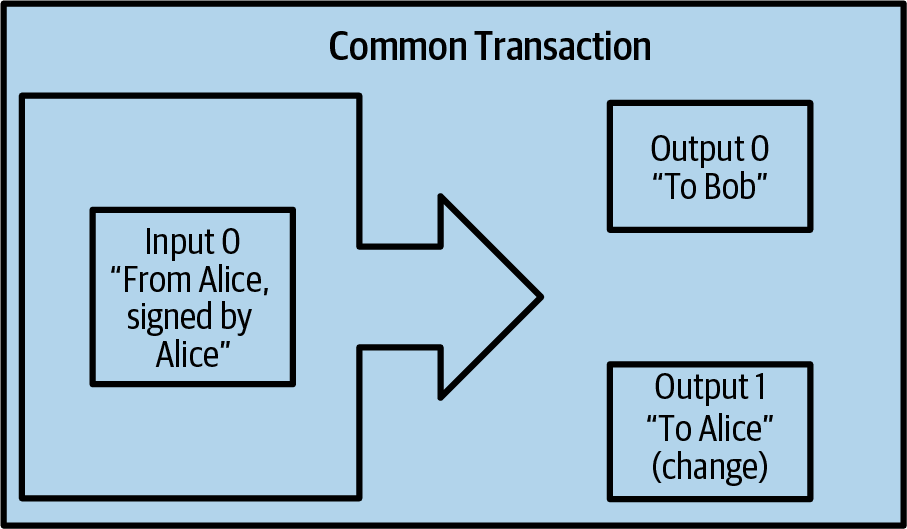 Common Transaction
Input 0
“From Alice,
signed by
Alice”
Output 0
“To Bob”
Output 1
“To Alice”
(change)